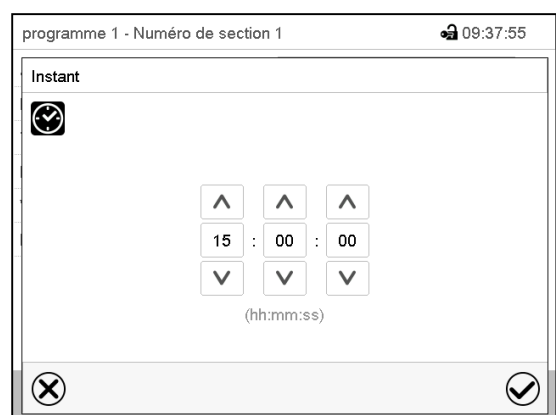 programme 1 - Numéro de section 1 09:37:55
Instant
15 : 00 : 00
(hh:mm:ss)